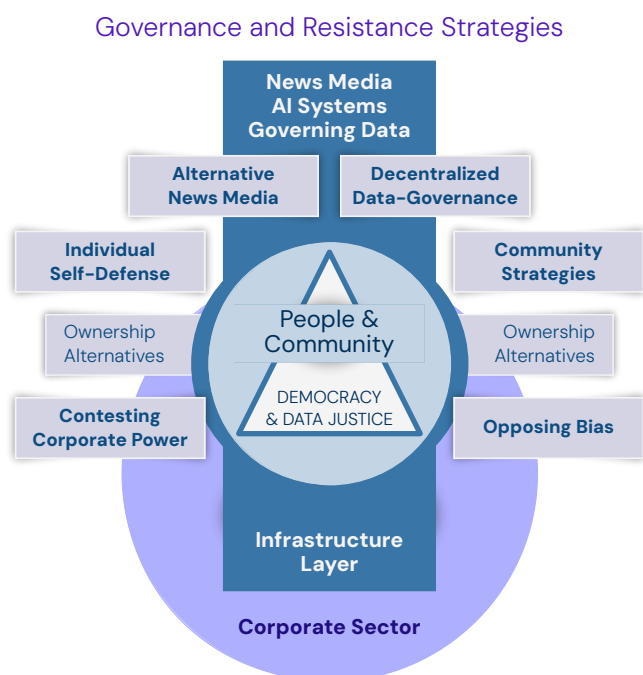 Governance and Resistance Strategies
News Media
AI Systems
Governing Data
Alternative
News Media
Decentralized
Data-Governance
Individual
Self-Defense
Community
Strategies
Ownership
Alternatives
People &
Community
Ownership
Alternatives
DEMOCRACY
& DATA JUSTICE
Contesting
Corporate Power
Opposing Bias
Infrastructure
Layer
Corporate Sector